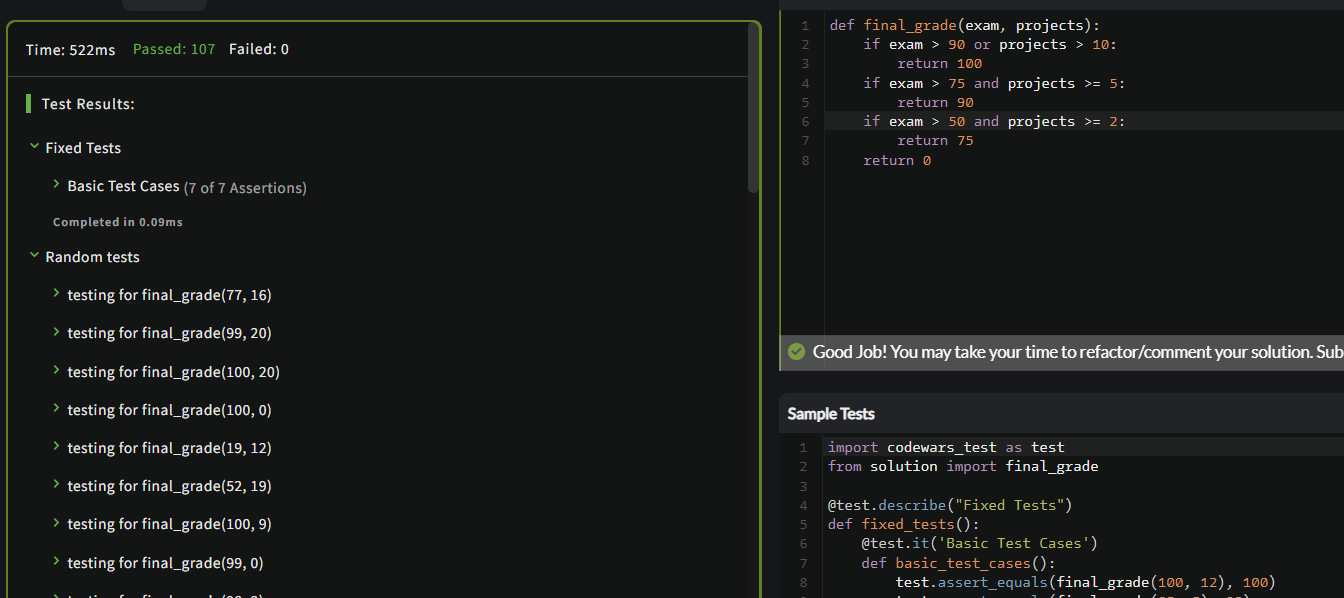 Time: 522ms Passed: 107 Failed: 0
Test Results:
Fixed Tests
Basic Test Cases (7 of 7 Assertions)
Completed in 0.09ms
Random tests
testing for final_grade(77, 16)
testing for final_grade(99, 20)
testing for final_grade(100, 20)
testing for final_grade(100, 0)
testing for final_grade(19, 12)
testing for final_grade(52, 19)
testing for final_grade(100, 9)
testing for final_grade(99, 0)
1 def final_grade(exam, projects):
2     if exam > 90 or projects > 10:
3         return 100
4     if exam > 75 and projects >= 5:
5         return 90
6     if exam > 50 and projects >= 2:
7         return 75
8     return 0
Good Job! You may take your time to refactor/comment your solution. Sub
Sample Tests
1 import codewars_test as test
2 from solution import final_grade
3
4 @test.describe("Fixed Tests")
5 def fixed_tests():
6     @test.it('Basic Test Cases')
7     def basic_test_cases():
8         test.assert_equals(final_grade(100, 12), 100)